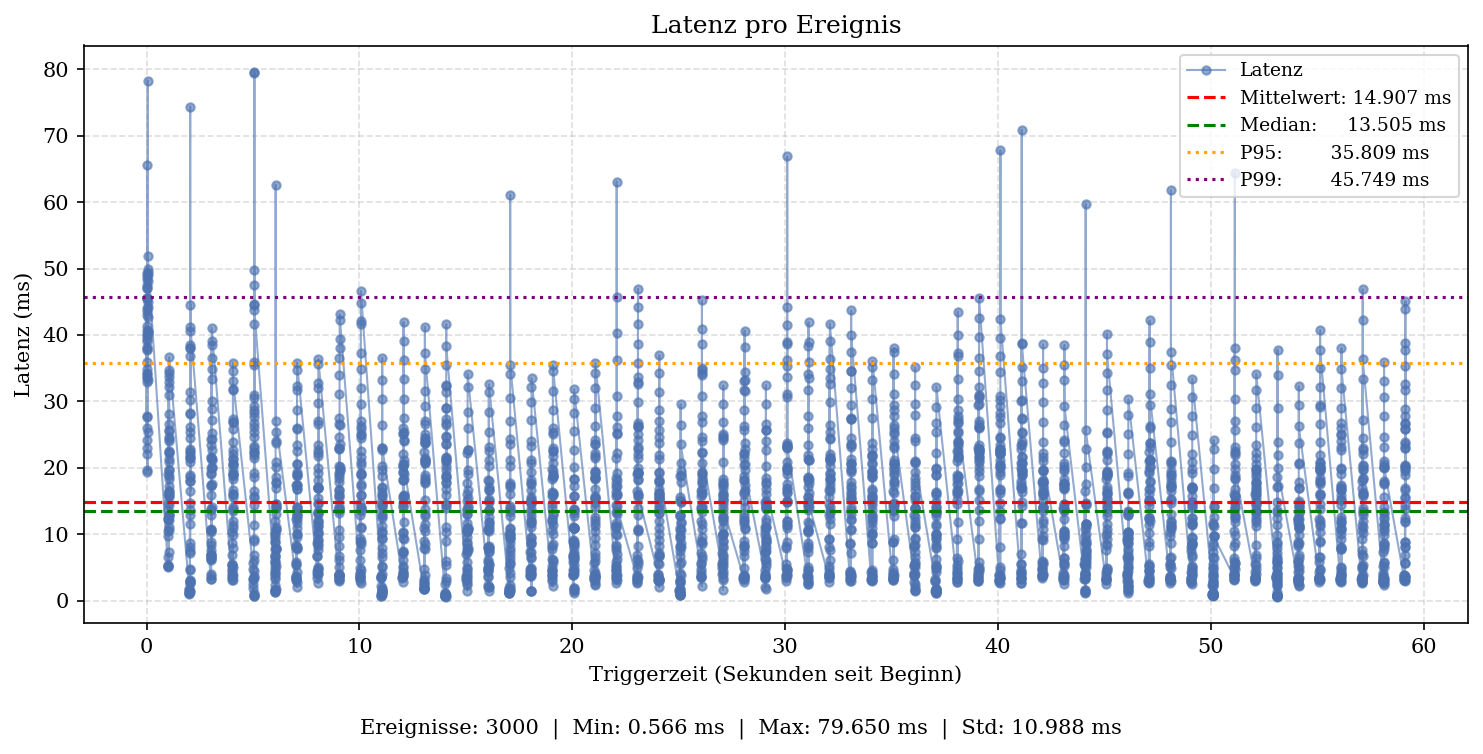 Latenz pro Ereignis
Latenz (ms)
80
70
60
50
40
30
20
10
0
Latenz
Mittelwert: 14.907 ms
Median: 13.505 ms
P95: 35.809 ms
P99: 45.749 ms
0 10 20 30 40 50 60
Triggerzeit (Sekunden seit Beginn)
Ereignisse: 3000 | Min: 0.566 ms | Max: 79.650 ms | Std: 10.988 ms